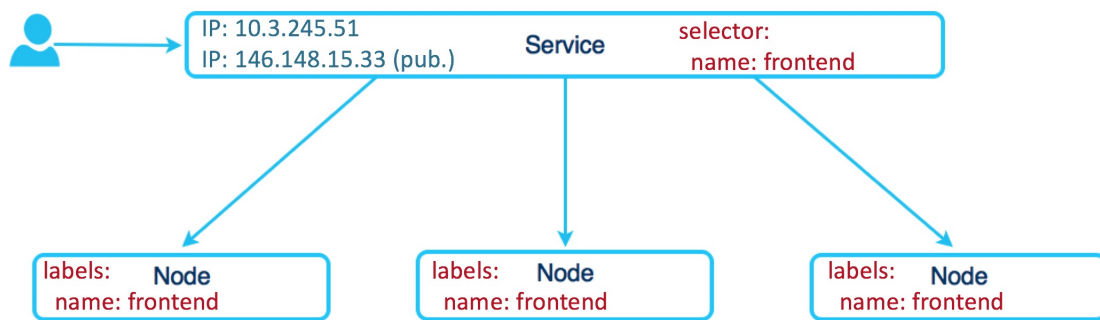 IP: 10.3.245.51
IP: 146.148.15.33 (pub.)
Service
selector:
name: frontend
labels:
Node
name: frontend
labels:
Node
name: frontend
labels:
Node
name: frontend